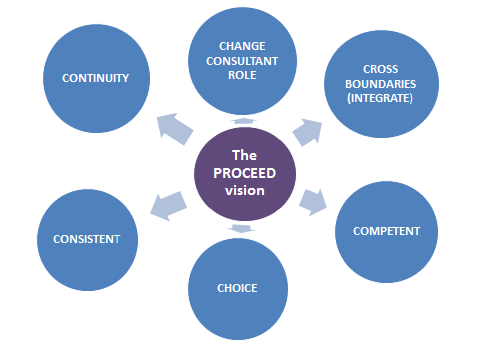 CHANGE
CONSULTANT
ROLE
CONTINUITY
CROSS
BOUNDARIES
(INTEGRATE)
The
PROCEED
vision
CONSISTENT
COMPETENT
CHOICE